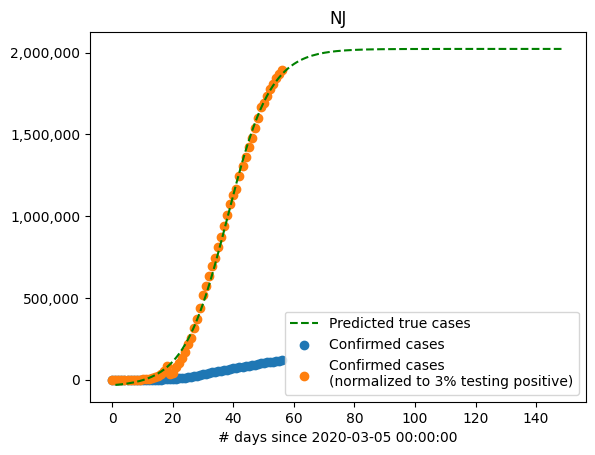 NJ
2,000,000
1,500,000
1,000,000
500,000
0
Predicted true cases
Confirmed cases
Confirmed cases
(normalized to 3% testing positive)
0 20 40 60 80 100 120 140
# days since 2020-03-05 00:00:00